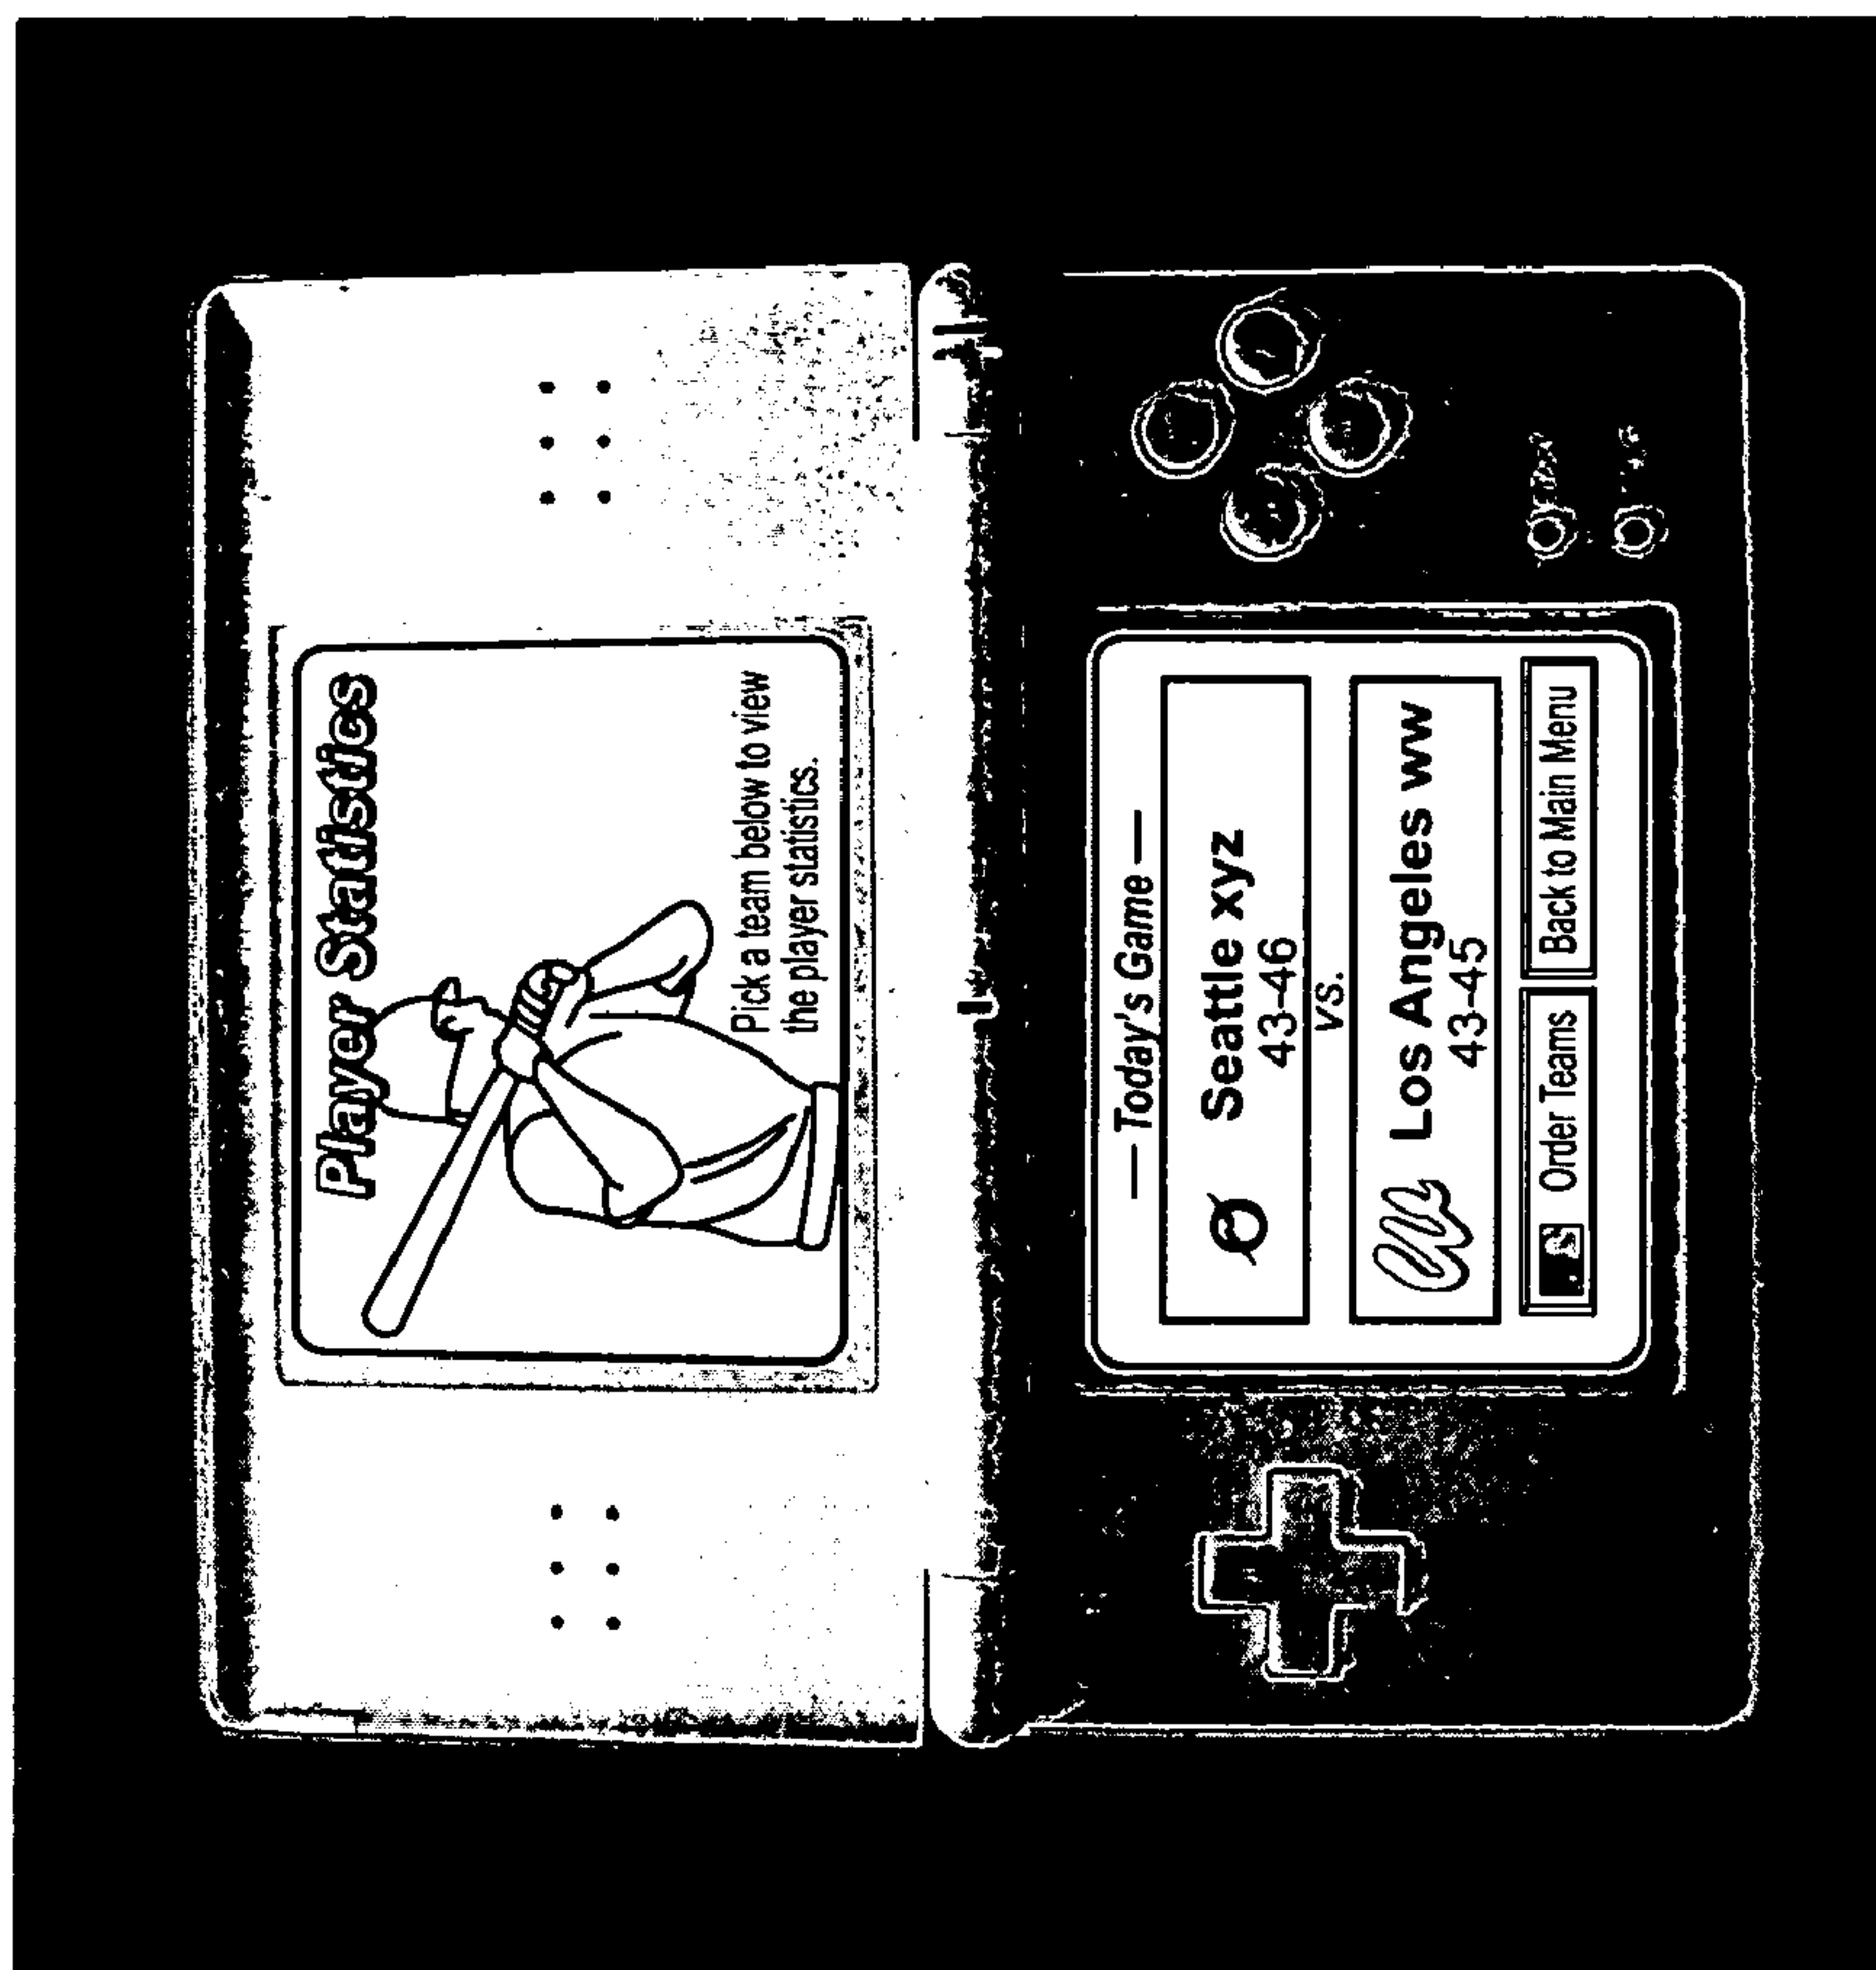 Player Statistics
Pick a team below to view
the player statistics.
— Today's Game —
Seattle xyz
43-46
vs.
Los Angeles ww
43-45
Order Teams
Back to Main Menu